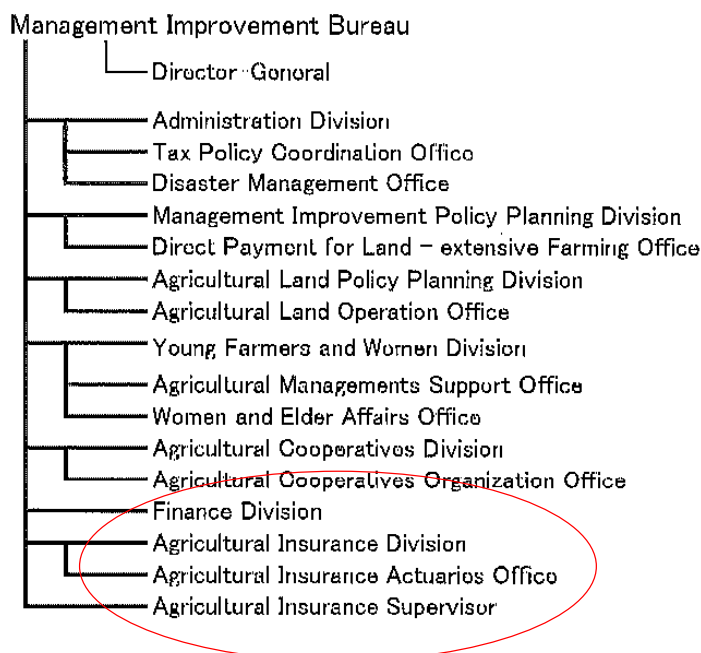 Management Improvement Bureau
Director-General
Administration Division
Tax Policy Coordination Office
Disaster Management Office
Management Improvement Policy Planning Division
Direct Payment for Land - extensive Farming Office
Agricultural Land Policy Planning Division
Agricultural Land Operation Office
Young Farmers and Women Division
Agricultural Managements Support Office
Women and Elder Affairs Office
Agricultural Cooperatives Division
Agricultural Cooperatives Organization Office
Finance Division
Agricultural Insurance Division
Agricultural Insurance Actuaries Office
Agricultural Insurance Supervisor